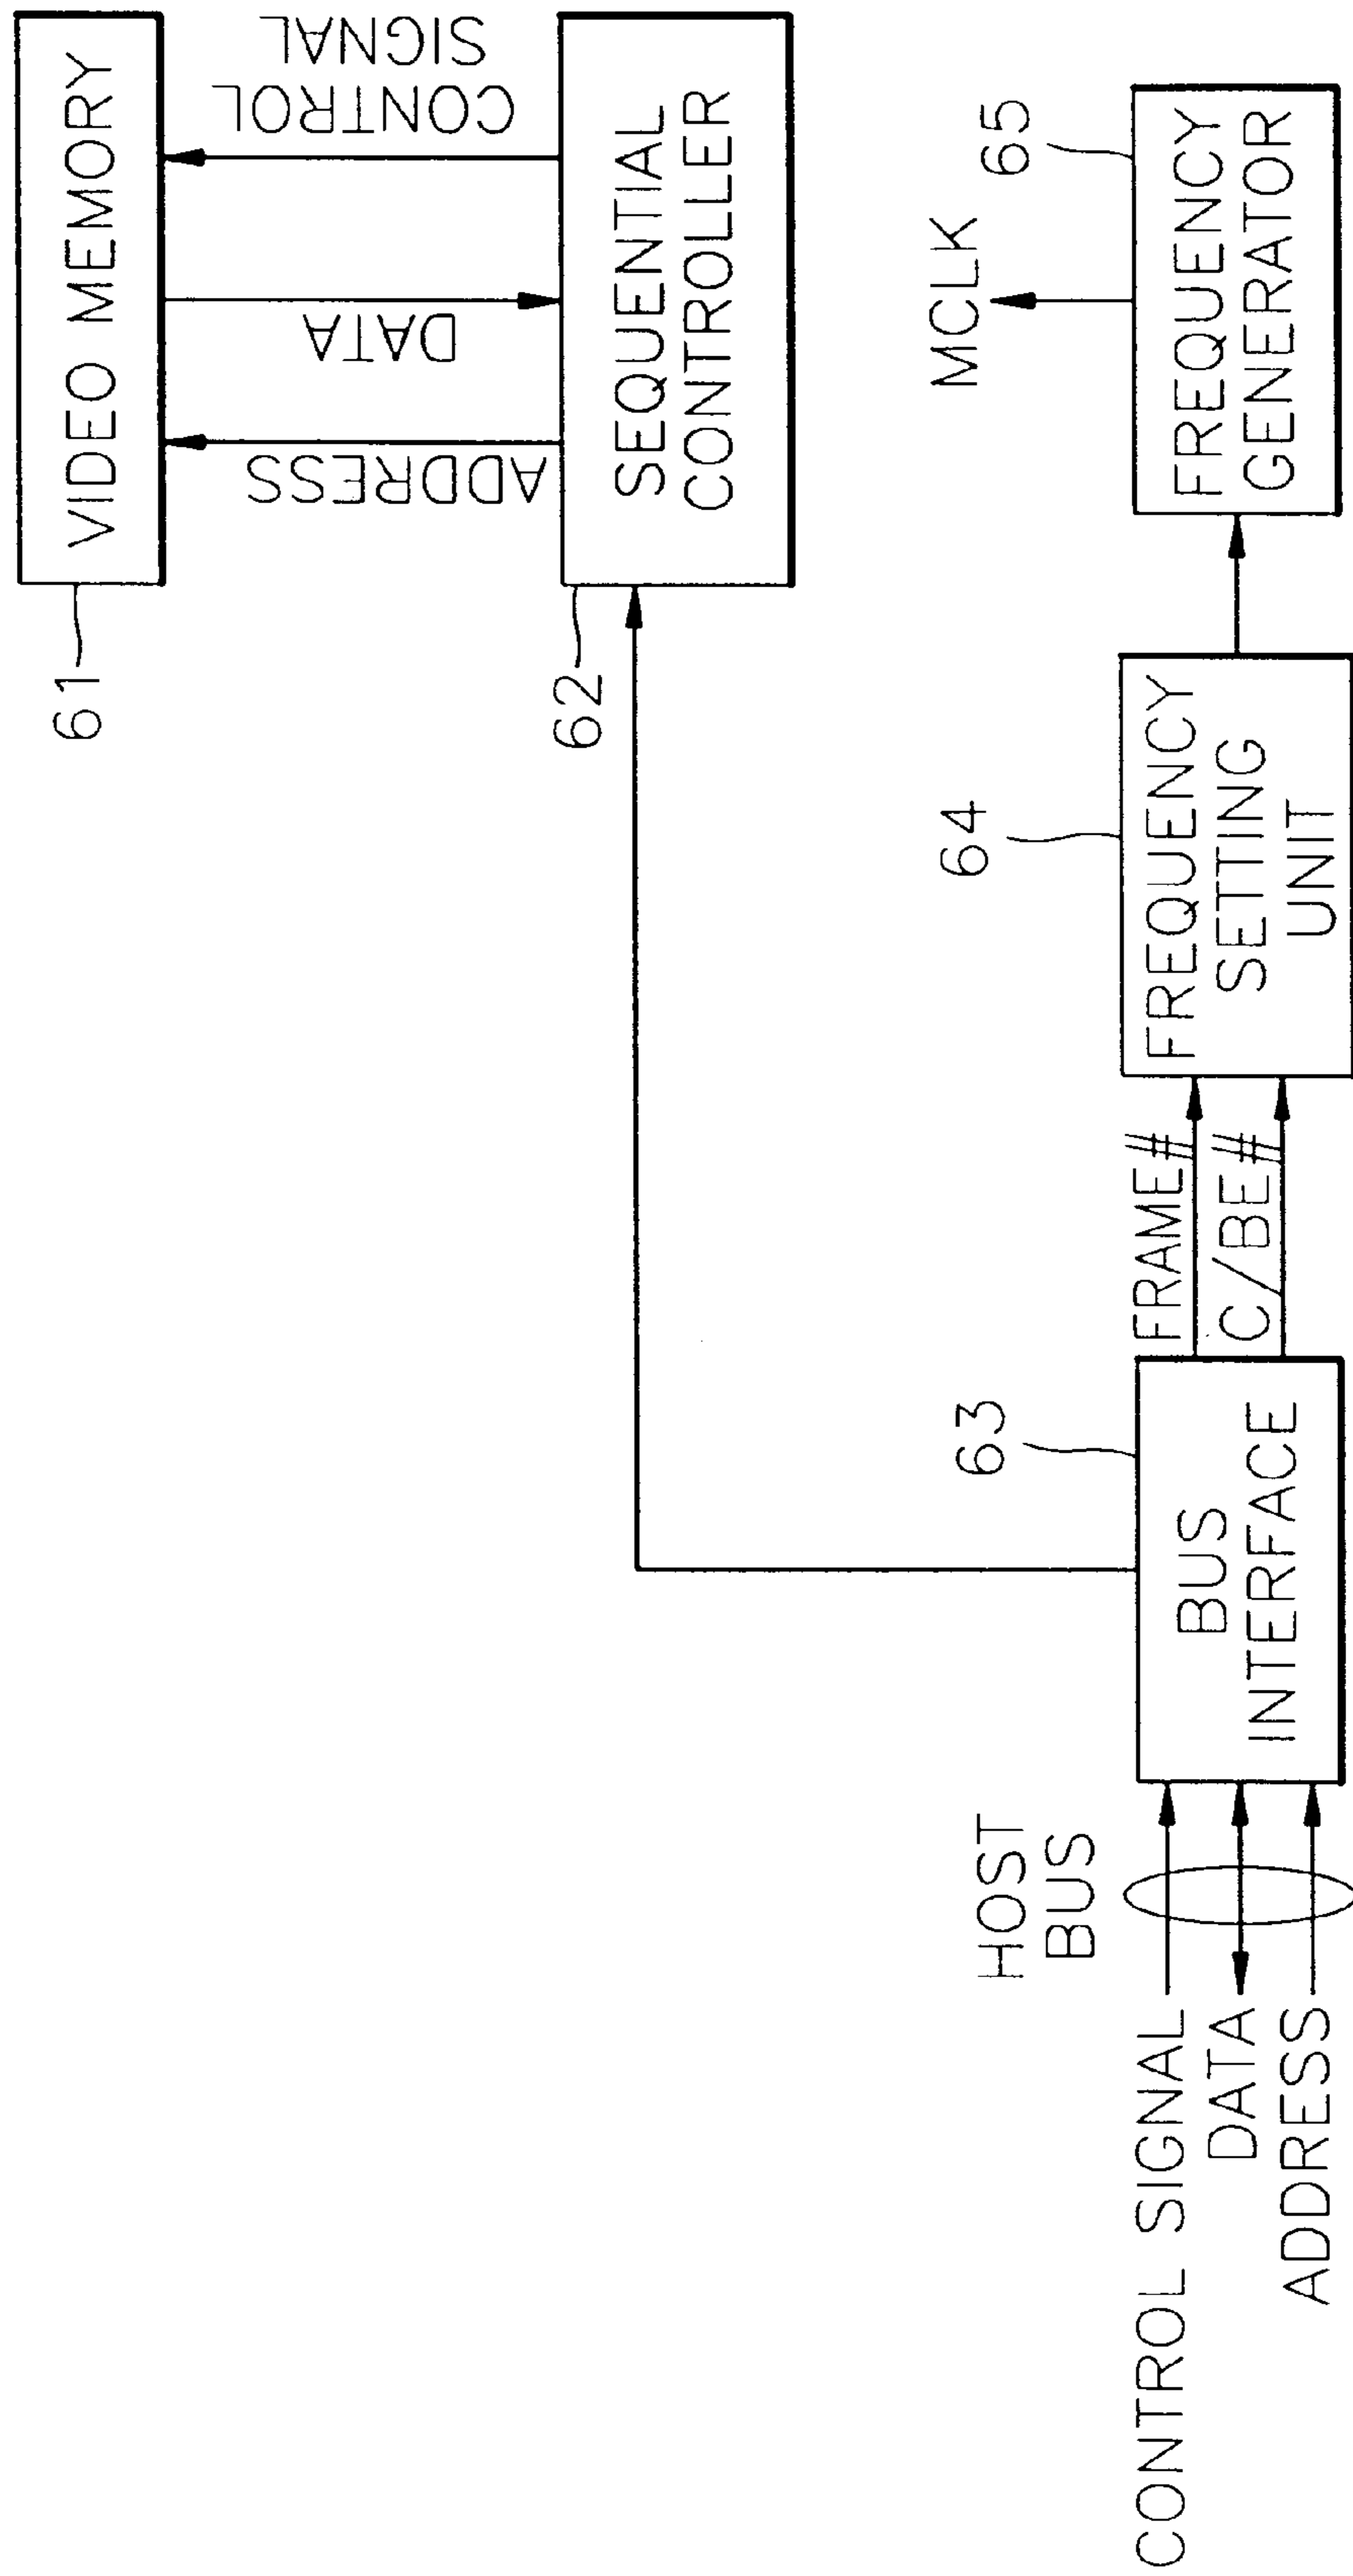 VIDEO MEMORY
61
ADDRESS
DATA
CONTROL
SIGNAL
SEQUENTIAL
CONTROLLER
62
HOST
BUS
CONTROL SIGNAL
DATA
ADDRESS
BUS
INTERFACE
63
FRAME#
C/BE#
FREQUENCY
SETTING
UNIT
64
FREQUENCY
GENERATOR
65
MCLK